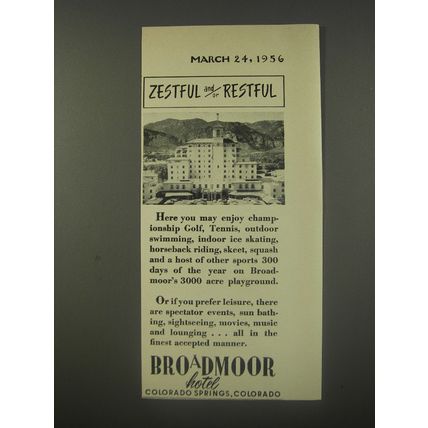 MARCH 24, 1956
ZESTFUL and/or RESTFUL
Here you may enjoy champ-
ionship Golf, Tennis, outdoor
swimming, indoor ice skating,
horseback riding, skeet, squash
and a host of other sports 300
days of the year on Broad-
moor's 3000 acre playground.
Or if you prefer leisure, there
are spectator events, sun bath-
ing, sightseeing, movies, music
and lounging . . . all in the
finest accepted manner.
BROADMOOR
hotel
COLORADO SPRINGS, COLORADO